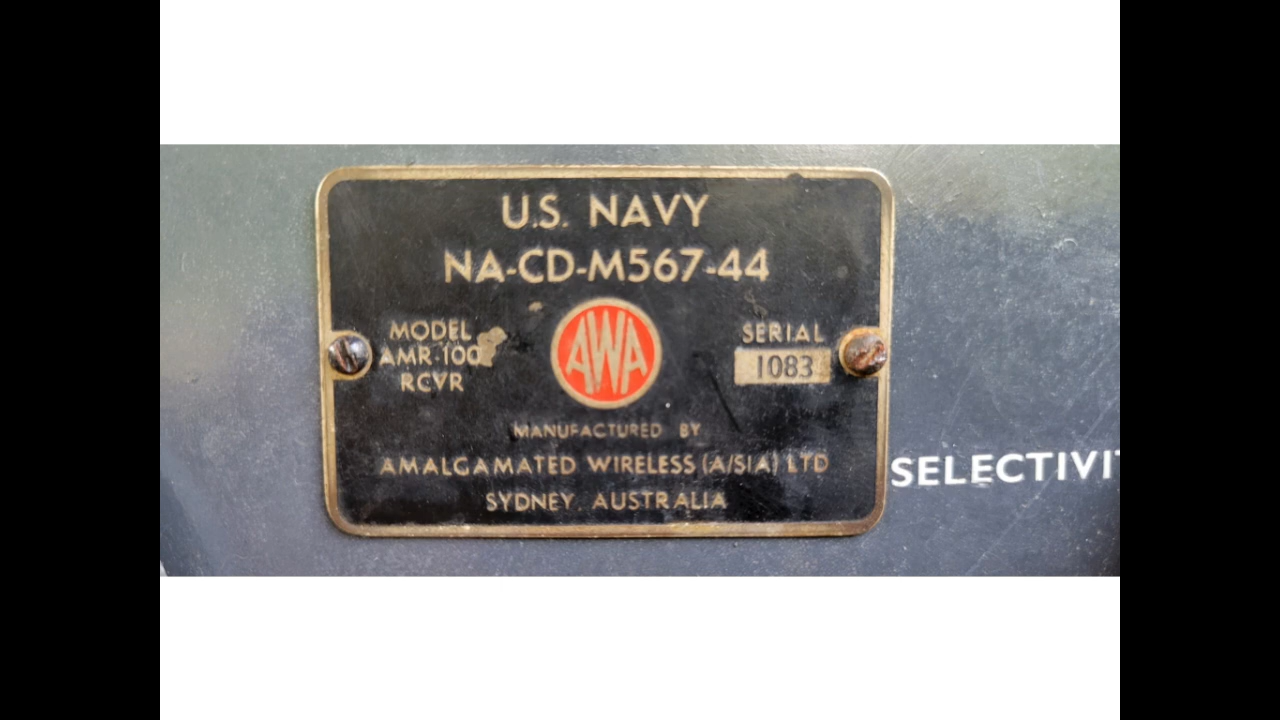 U.S. NAVY
NA-CD-M567-44
MODEL
AMR-100
RCVR
AWA
SERIAL
1083
MANUFACTURED BY
AMALGAMATED WIRELESS (A/SIA) LTD
SYDNEY. AUSTRALIA
SELECTIVI